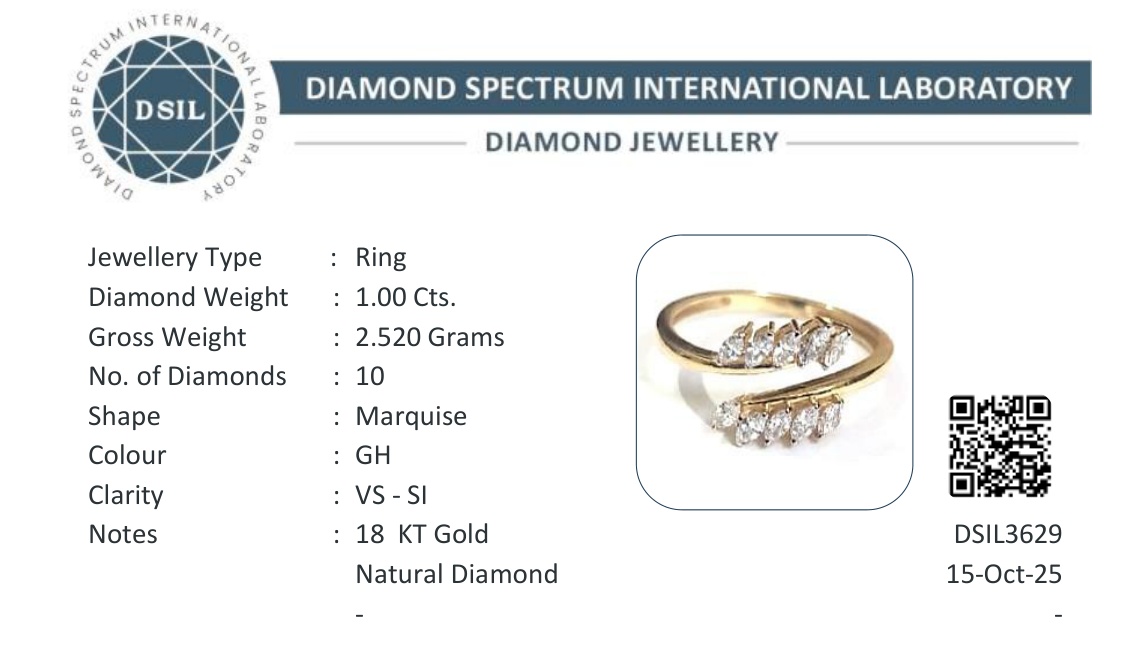 DIAMOND SPECTRUM INTERNATIONAL LABORATORY
DSIL
DIAMOND SPECTRUM INTERNATIONAL LABORATORY
DIAMOND JEWELLERY
Jewellery Type : Ring
Diamond Weight : 1.00 Cts.
Gross Weight : 2.520 Grams
No. of Diamonds : 10
Shape : Marquise
Colour : GH
Clarity : VS - SI
Notes : 18 KT Gold
Natural Diamond
-
DSIL3629
15-Oct-25
-